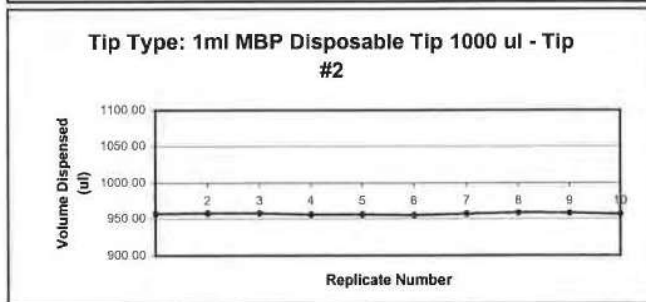 Tip Type: 1ml MBP Disposable Tip 1000 ul - Tip
#2
Volume Dispensed
(ul)
1100.00
1050.00
1000.00
950.00
900.00
2 3 4 5 6 7 8 9 10
Replicate Number